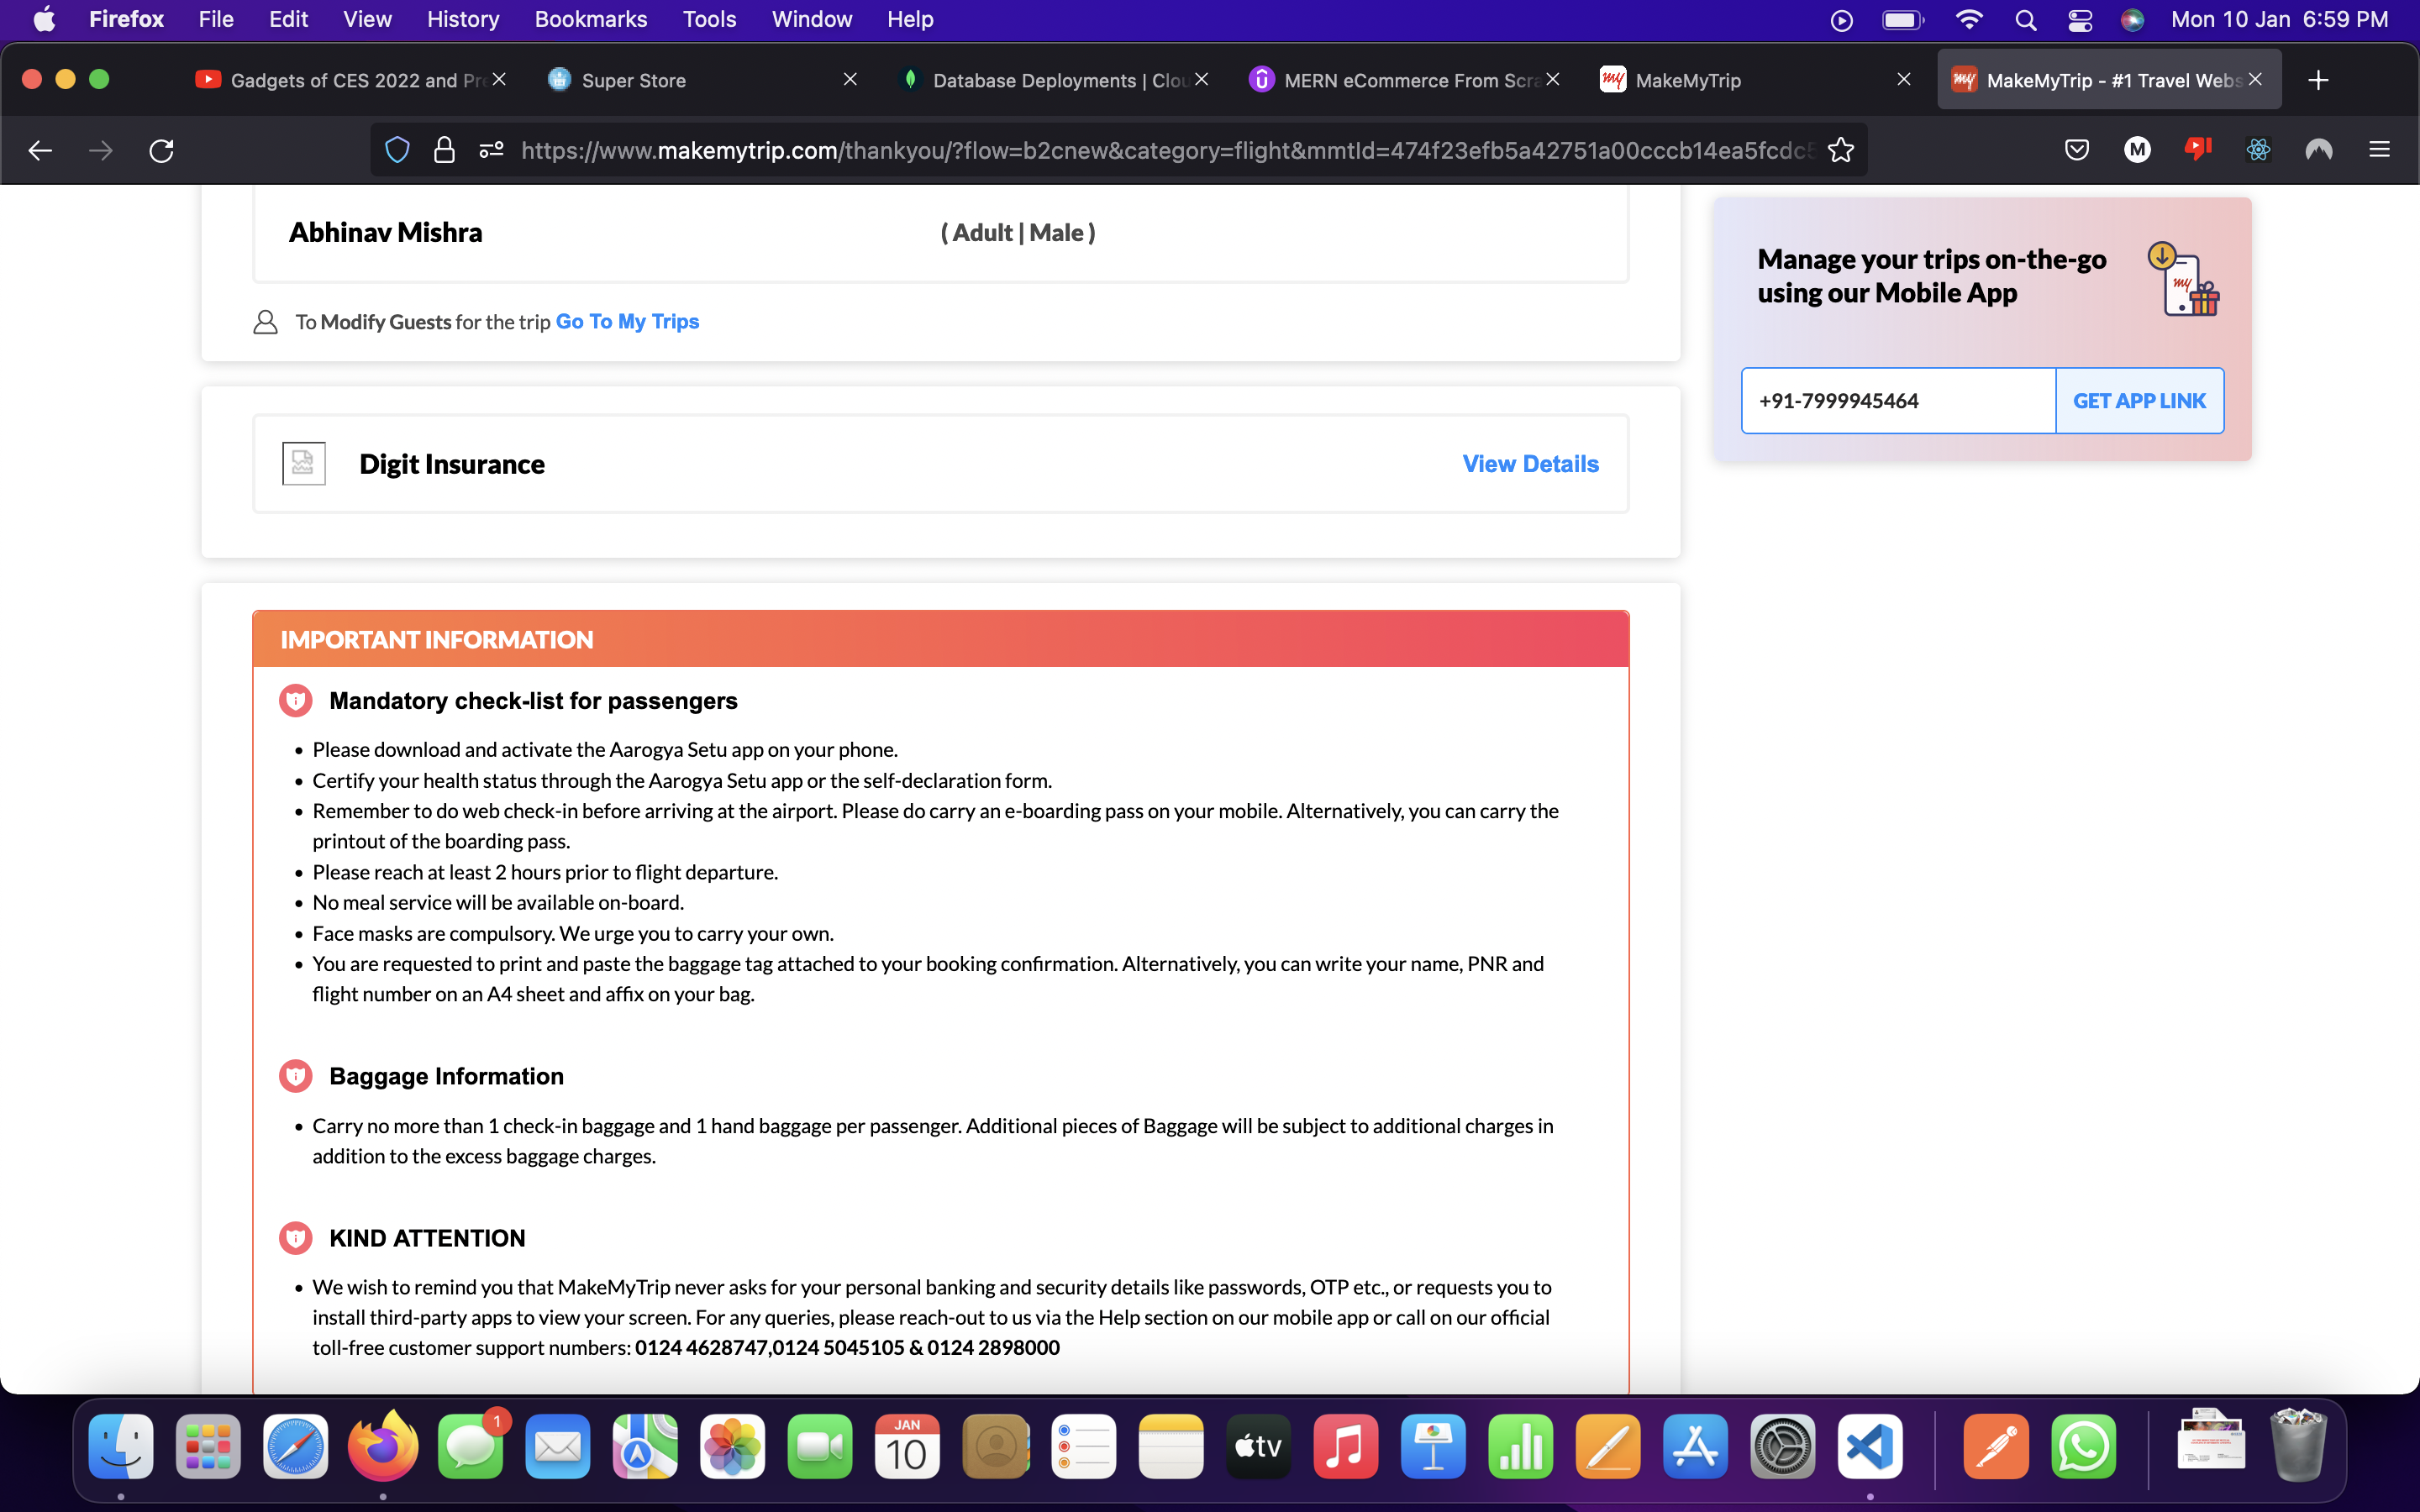 Firefox File Edit View History Bookmarks Tools Window Help Mon 10 Jan 6:59 PM
Gadgets of CES 2022 and Pre Super Store Database Deployments | Clou MERN eCommerce From Scra MakeMyTrip MakeMyTrip - #1 Travel Webs
https://www.makemytrip.com/thankyou/?flow=b2cnew&category=flight&mmtId=474f23efb5a42751a00cccb14ea5fcdc5
Abhinav Mishra ( Adult | Male )
To Modify Guests for the trip Go To My Trips
Digit Insurance View Details
IMPORTANT INFORMATION
Mandatory check-list for passengers
• Please download and activate the Aarogya Setu app on your phone.
• Certify your health status through the Aarogya Setu app or the self-declaration form.
• Remember to do web check-in before arriving at the airport. Please do carry an e-boarding pass on your mobile. Alternatively, you can carry the
printout of the boarding pass.
• Please reach at least 2 hours prior to flight departure.
• No meal service will be available on-board.
• Face masks are compulsory. We urge you to carry your own.
• You are requested to print and paste the baggage tag attached to your booking confirmation. Alternatively, you can write your name, PNR and
flight number on an A4 sheet and affix on your bag.
Baggage Information
• Carry no more than 1 check-in baggage and 1 hand baggage per passenger. Additional pieces of Baggage will be subject to additional charges in
addition to the excess baggage charges.
KIND ATTENTION
• We wish to remind you that MakeMyTrip never asks for your personal banking and security details like passwords, OTP etc., or requests you to
install third-party apps to view your screen. For any queries, please reach-out to us via the Help section on our mobile app or call on our official
toll-free customer support numbers: 0124 4628747,0124 5045105 & 0124 2898000
Manage your trips on-the-go
using our Mobile App
my
+91-7999945464 GET APP LINK
1
JAN
10
tv